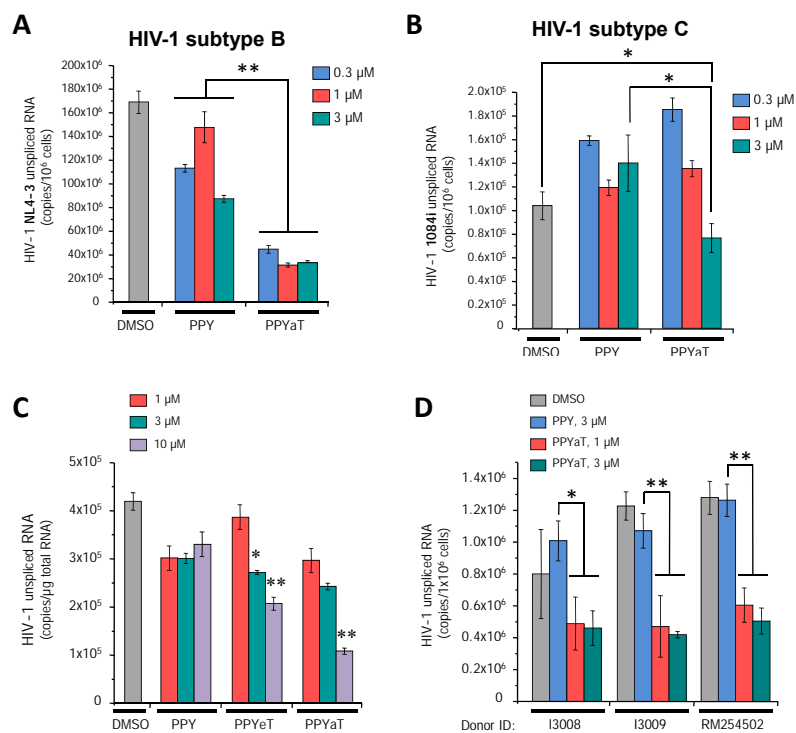 A
HIV-1 subtype B
HIV-1 NL4-3 unspliced RNA
(copies/10⁶ cells)
200x10⁶
180x10⁶
160x10⁶
140x10⁶
120x10⁶
100x10⁶
80x10⁶
60x10⁶
40x10⁶
20x10⁶
0
**
0.3 µM
1 µM
3 µM
DMSO
PPY
PPYaT
B
HIV-1 subtype C
HIV-1 1084i unspliced RNA
(copies/10⁶ cells)
2.0x10⁵
1.8x10⁵
1.6x10⁵
1.4x10⁵
1.2x10⁵
1.0x10⁵
0.8x10⁵
0.6x10⁵
0.4x10⁵
0.2x10⁵
0
*
*
0.3 µM
1 µM
3 µM
DMSO
PPY
PPYaT
C
1 µM
3 µM
10 µM
HIV-1 unspliced RNA
(copies/µg total RNA)
5x10⁵
4x10⁵
3x10⁵
2x10⁵
1x10⁵
0
*
**
**
DMSO
PPY
PPYeT
PPYaT
D
DMSO
PPY, 3 µM
PPYaT, 1 µM
PPYaT, 3 µM
HIV-1 unspliced RNA
(copies/1x10⁶ cells)
1.4x10⁶
1.2x10⁶
1.0x10⁶
0.8x10⁶
0.6x10⁶
0.4x10⁶
0.2x10⁶
0
*
**
**
Donor ID:
I3008
I3009
RM254502